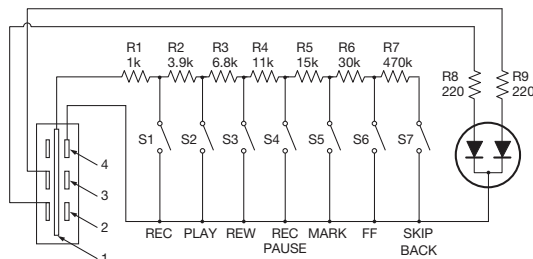 R1 R2 R3 R4 R5 R6 R7
1k 3.9k 6.8k 11k 15k 30k 470k
R8 R9
220 220
S1 S2 S3 S4 S5 S6 S7
4
3
2
1
REC PLAY REW REC PAUSE MARK FF SKIP BACK